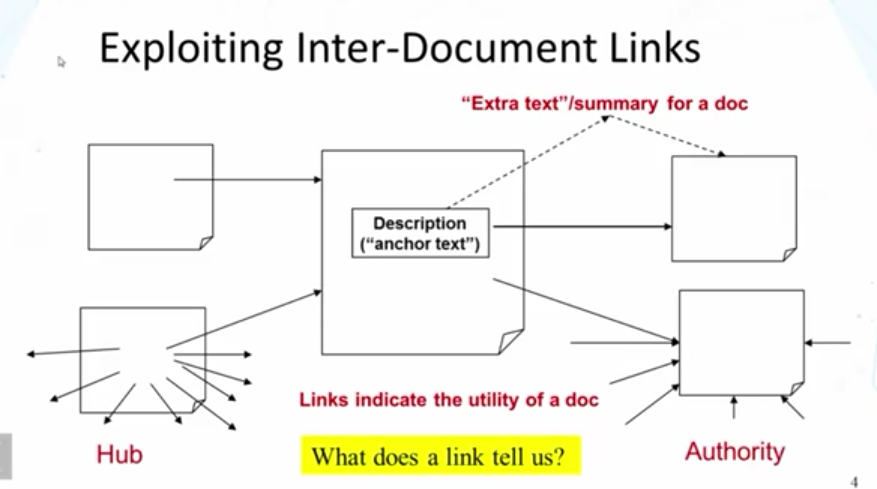 Exploiting Inter-Document Links
“Extra text”/summary for a doc
Description
(“anchor text”)
Links indicate the utility of a doc
Hub
What does a link tell us?
Authority
4